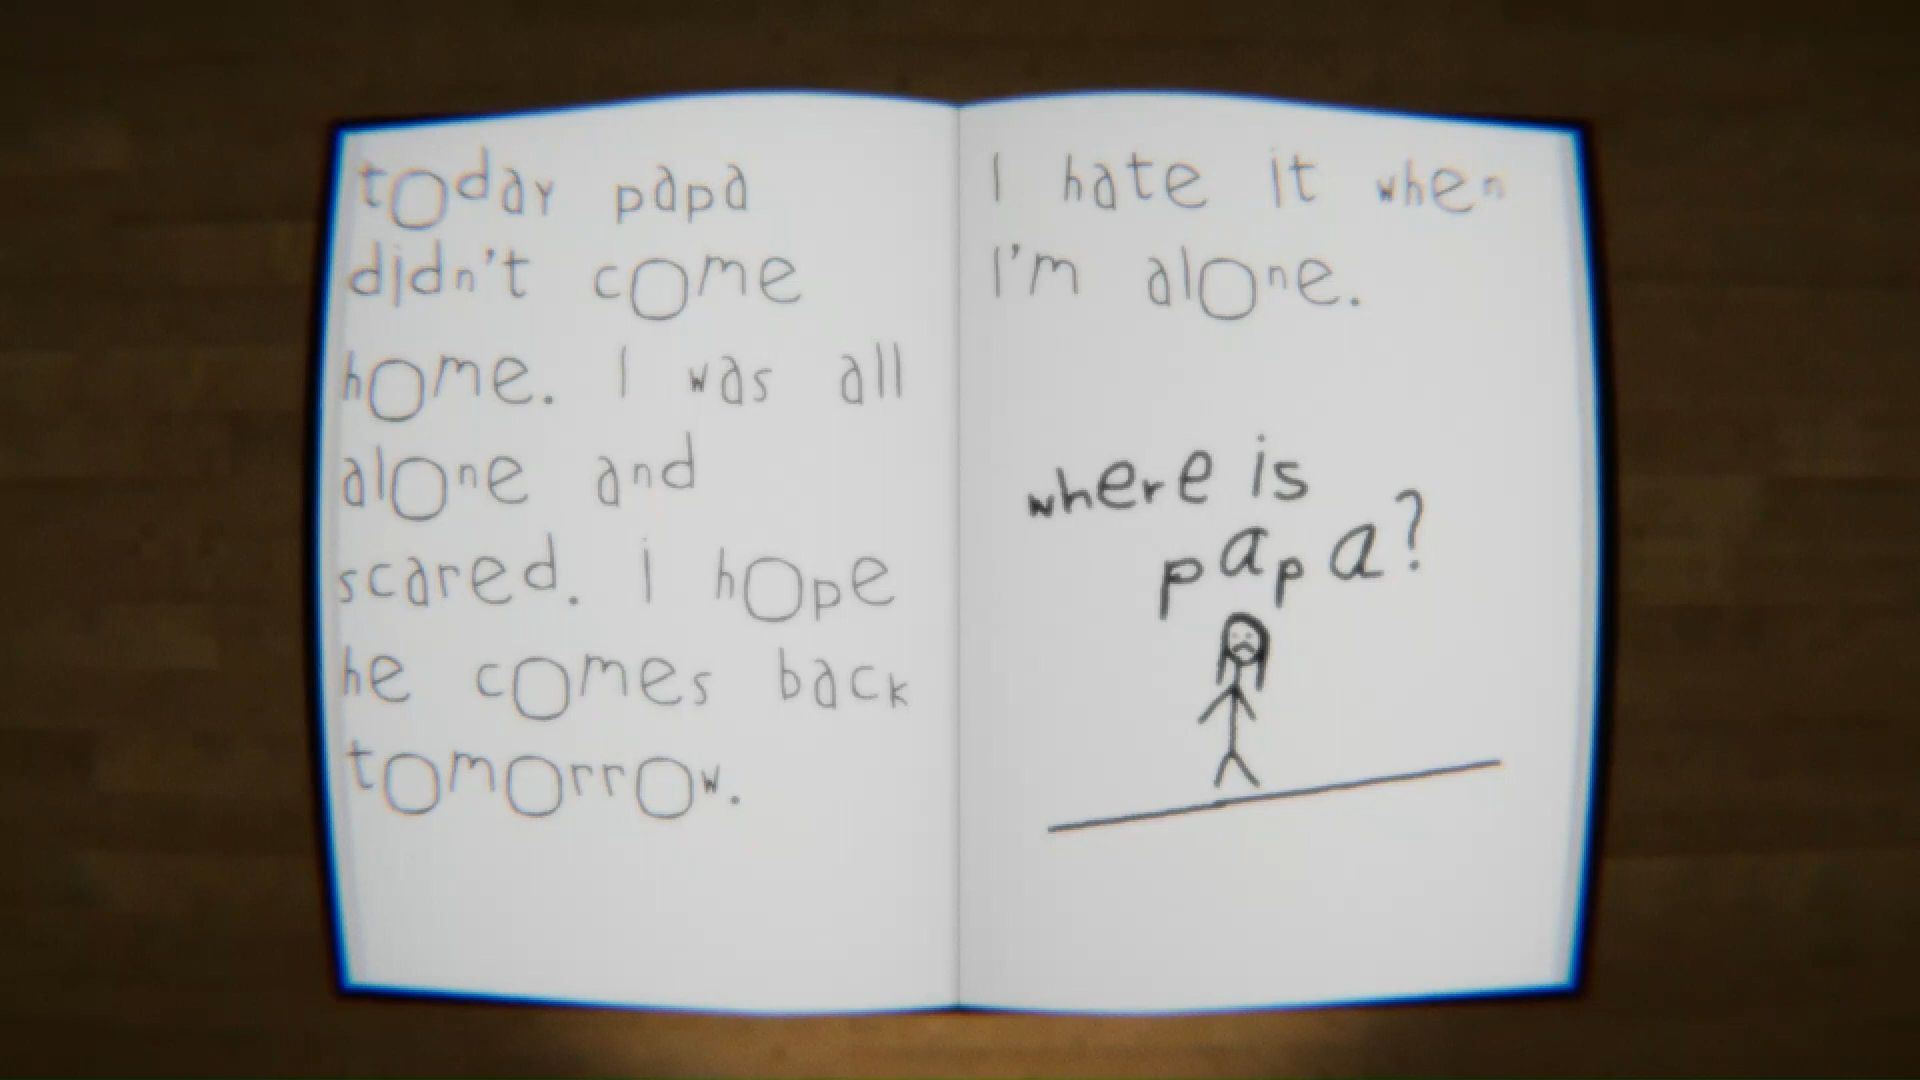 today papa
didn't come
home. I was all
alone and
scared. I hope
he comes back
tomorrow.
I hate it when
I'm alone.
where is
papa?